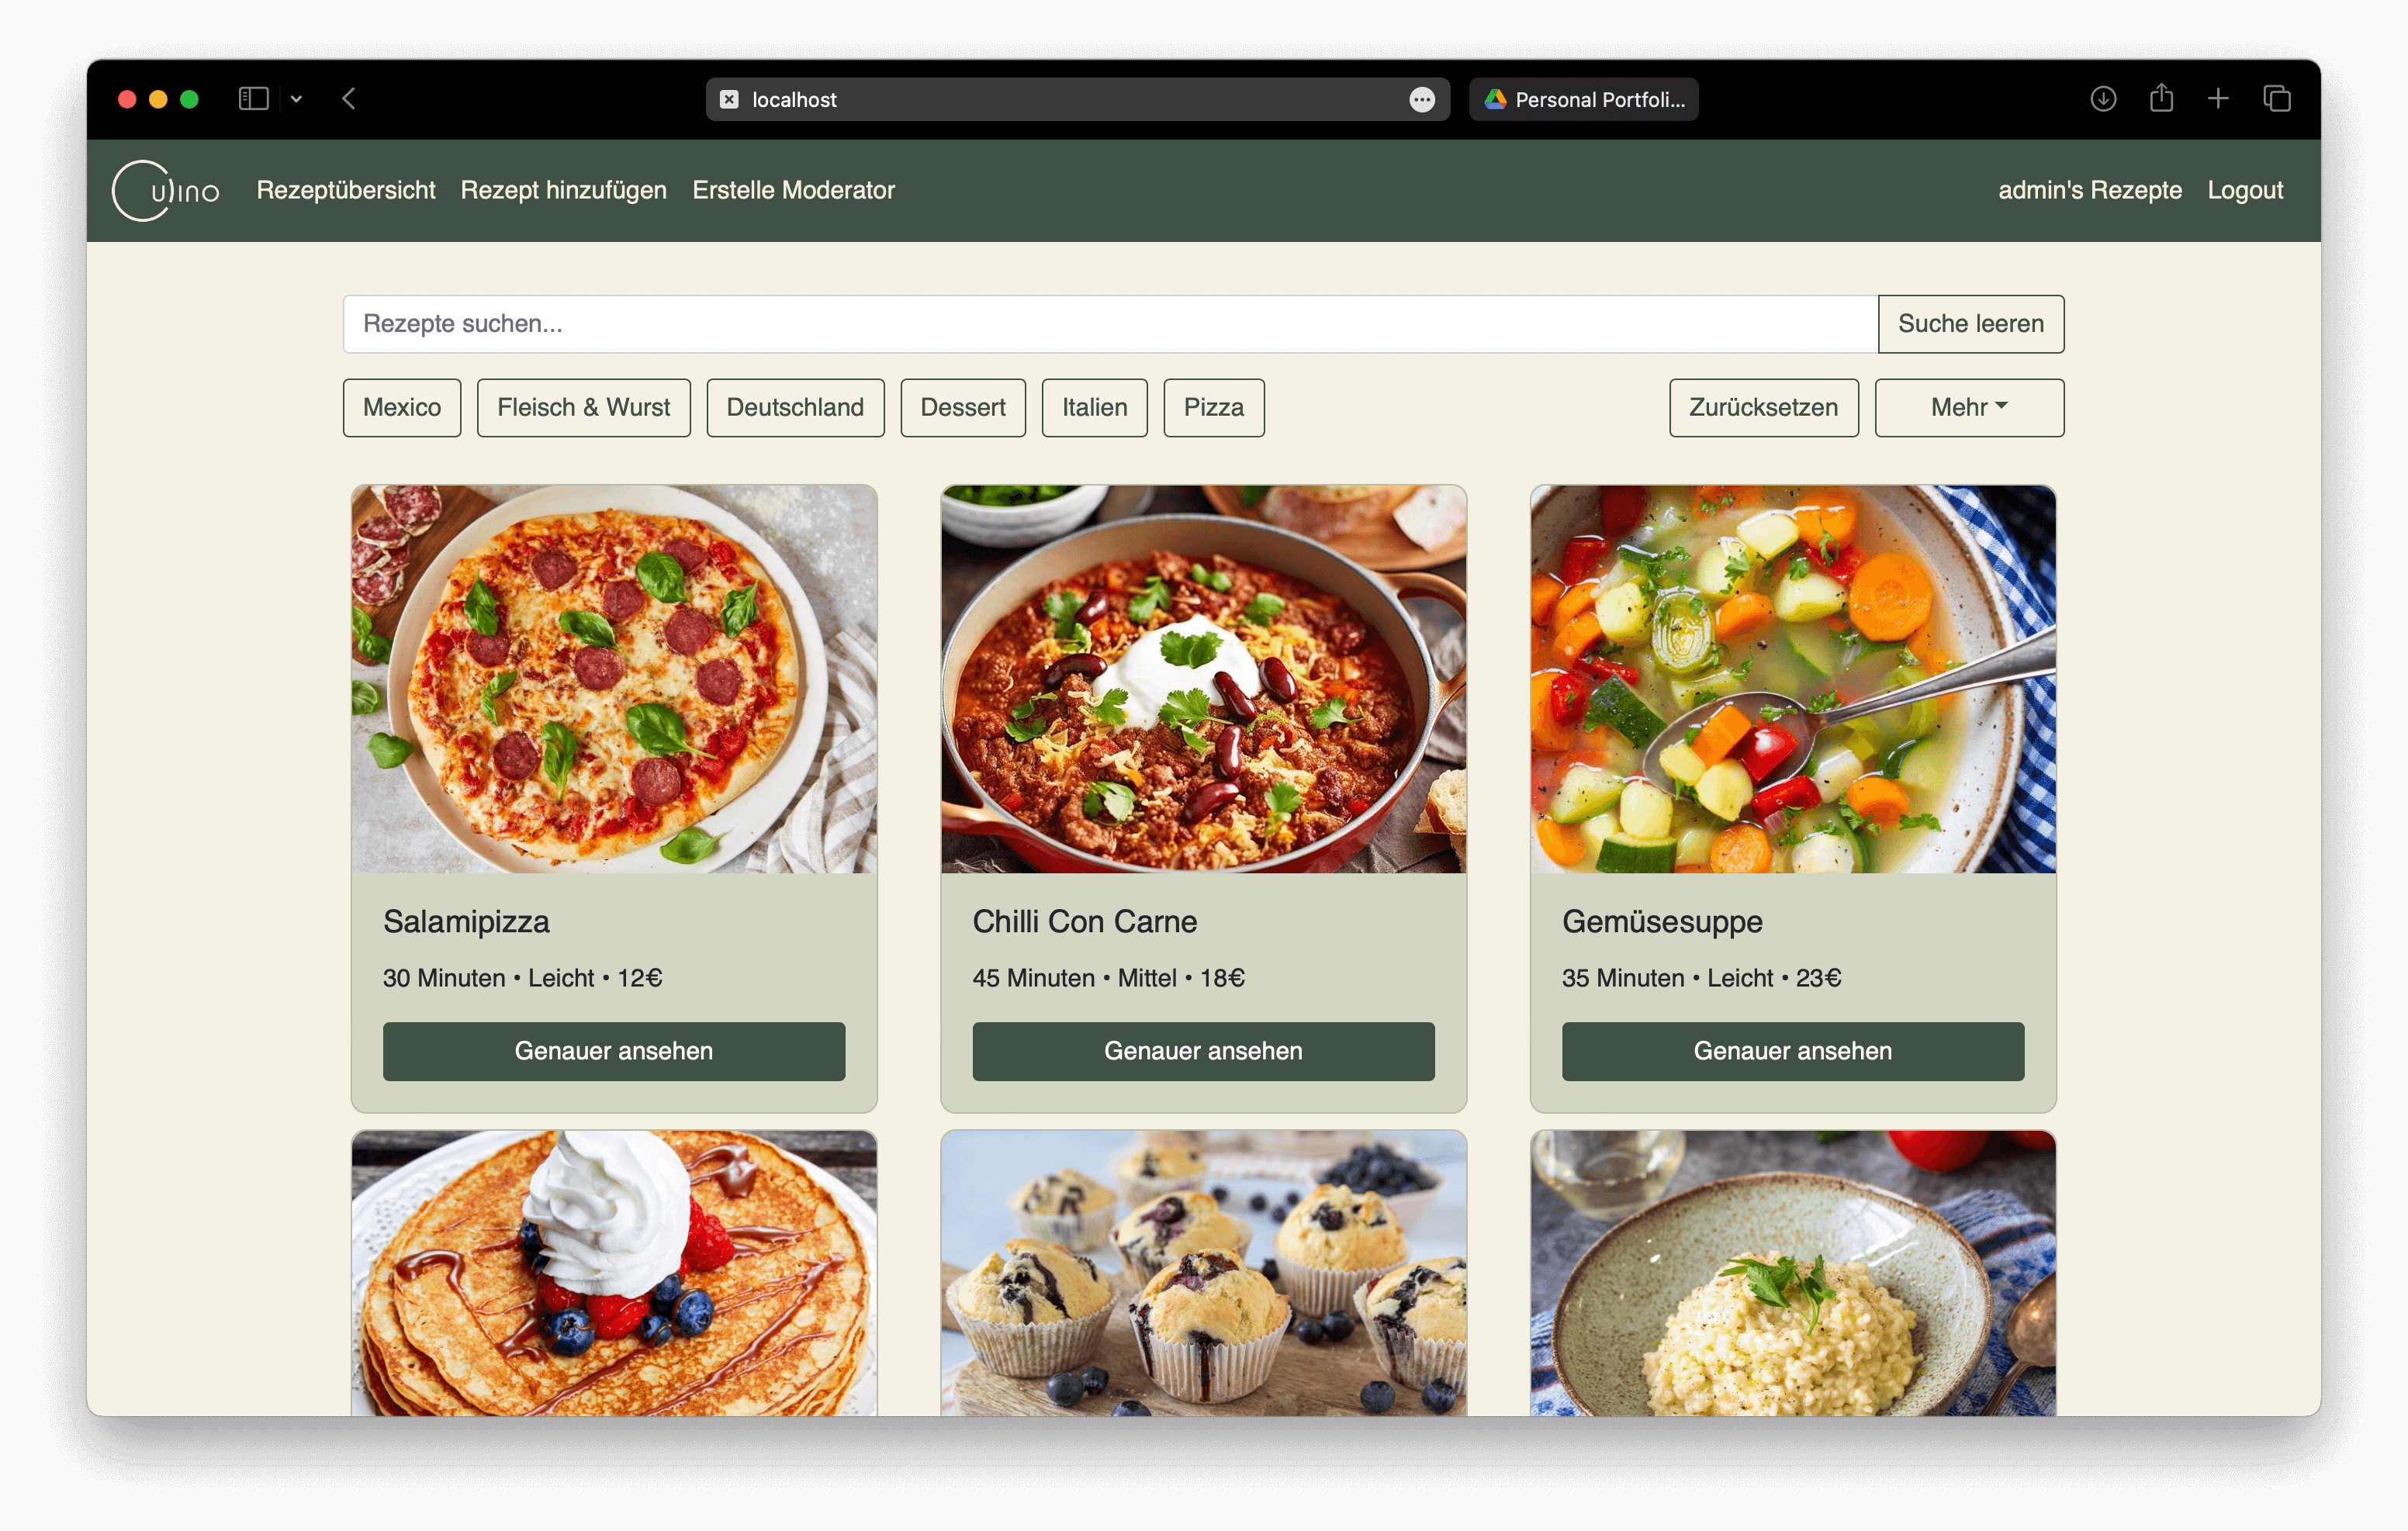 localhost
Personal Portfoli...
Culino Rezeptübersicht Rezept hinzufügen Erstelle Moderator admin's Rezepte Logout
Rezepte suchen... Suche leeren
Mexico Fleisch & Wurst Deutschland Dessert Italien Pizza Zurücksetzen Mehr
Salamipizza
30 Minuten • Leicht • 12€
Genauer ansehen
Chilli Con Carne
45 Minuten • Mittel • 18€
Genauer ansehen
Gemüsesuppe
35 Minuten • Leicht • 23€
Genauer ansehen